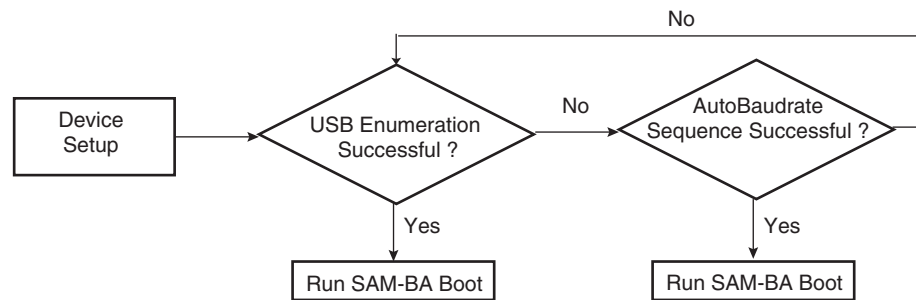 No
Device
Setup
USB Enumeration
Successful ?
No
AutoBaudrate
Sequence Successful ?
Yes
Yes
Run SAM-BA Boot
Run SAM-BA Boot